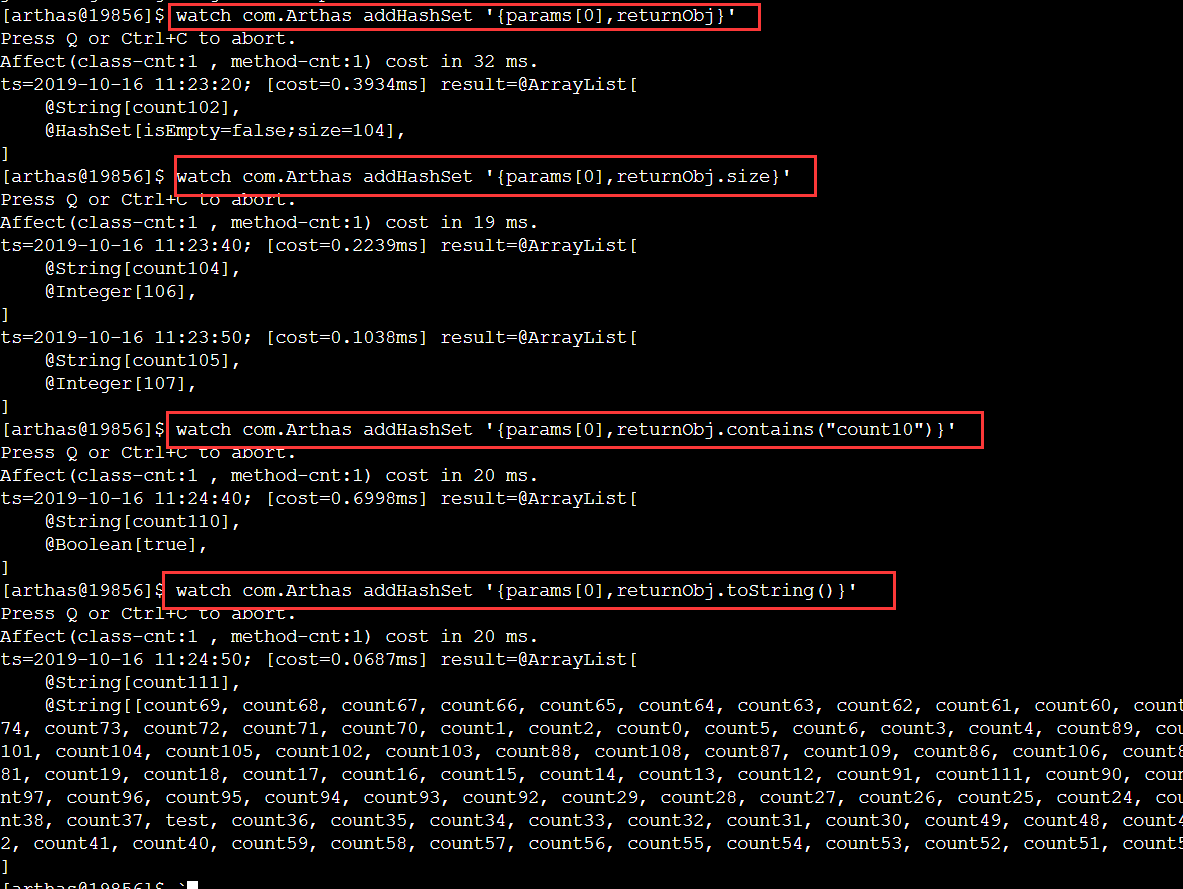 [arthas@19856]$ watch com.Arthas addHashSet '{params[0],returnObj}'
Press Q or Ctrl+C to abort.
Affect(class-cnt:1 , method-cnt:1) cost in 32 ms.
ts=2019-10-16 11:23:20; [cost=0.3934ms] result=@ArrayList[
    @String[count102],
    @HashSet[isEmpty=false;size=104],
]
[arthas@19856]$ watch com.Arthas addHashSet '{params[0],returnObj.size}'
Press Q or Ctrl+C to abort.
Affect(class-cnt:1 , method-cnt:1) cost in 19 ms.
ts=2019-10-16 11:23:40; [cost=0.2239ms] result=@ArrayList[
    @String[count104],
    @Integer[106],
]
ts=2019-10-16 11:23:50; [cost=0.1038ms] result=@ArrayList[
    @String[count105],
    @Integer[107],
]
[arthas@19856]$ watch com.Arthas addHashSet '{params[0],returnObj.contains("count10")}'
Press Q or Ctrl+C to abort.
Affect(class-cnt:1 , method-cnt:1) cost in 20 ms.
ts=2019-10-16 11:24:40; [cost=0.6998ms] result=@ArrayList[
    @String[count110],
    @Boolean[true],
]
[arthas@19856]$ watch com.Arthas addHashSet '{params[0],returnObj.toString()}'
Press Q or Ctrl+C to abort.
Affect(class-cnt:1 , method-cnt:1) cost in 20 ms.
ts=2019-10-16 11:24:50; [cost=0.0687ms] result=@ArrayList[
    @String[count111],
    @String[[count69, count68, count67, count66, count65, count64, count63, count62, count61, count60, count
74, count73, count72, count71, count70, count1, count2, count0, count5, count6, count3, count4, count89, cou
101, count104, count105, count102, count103, count88, count108, count87, count109, count86, count106, count8
81, count19, count18, count17, count16, count15, count14, count13, count12, count91, count111, count90, coun
nt97, count96, count95, count94, count93, count92, count29, count28, count27, count26, count25, count24, cou
nt38, count37, test, count36, count35, count34, count33, count32, count31, count30, count49, count48, count4
2, count41, count40, count59, count58, count57, count56, count55, count54, count53, count52, count51, count5
]
[arthas@19856]$ `